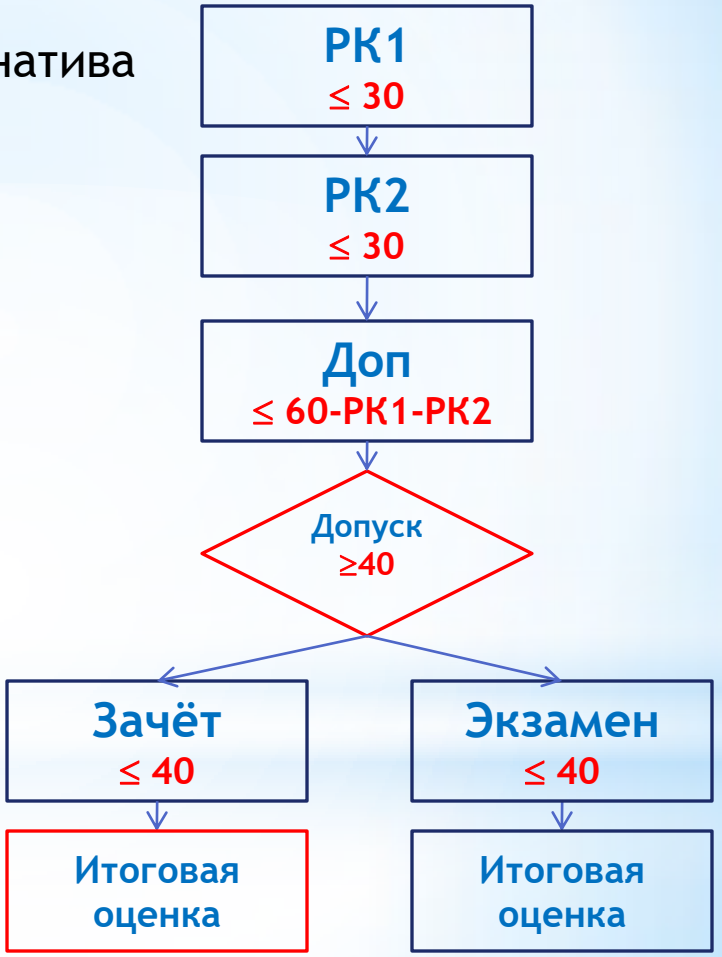 натива
РК1
≤ 30
РК2
≤ 30
Доп
≤ 60-РК1-РК2
Допуск
≥40
Зачёт
≤ 40
Экзамен
≤ 40
Итоговая
оценка
Итоговая
оценка